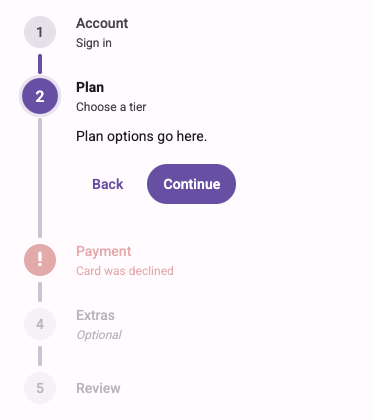 1
Account
Sign in
2
Plan
Choose a tier
Plan options go here.
Back
Continue
!
Payment
Card was declined
4
Extras
Optional
5
Review